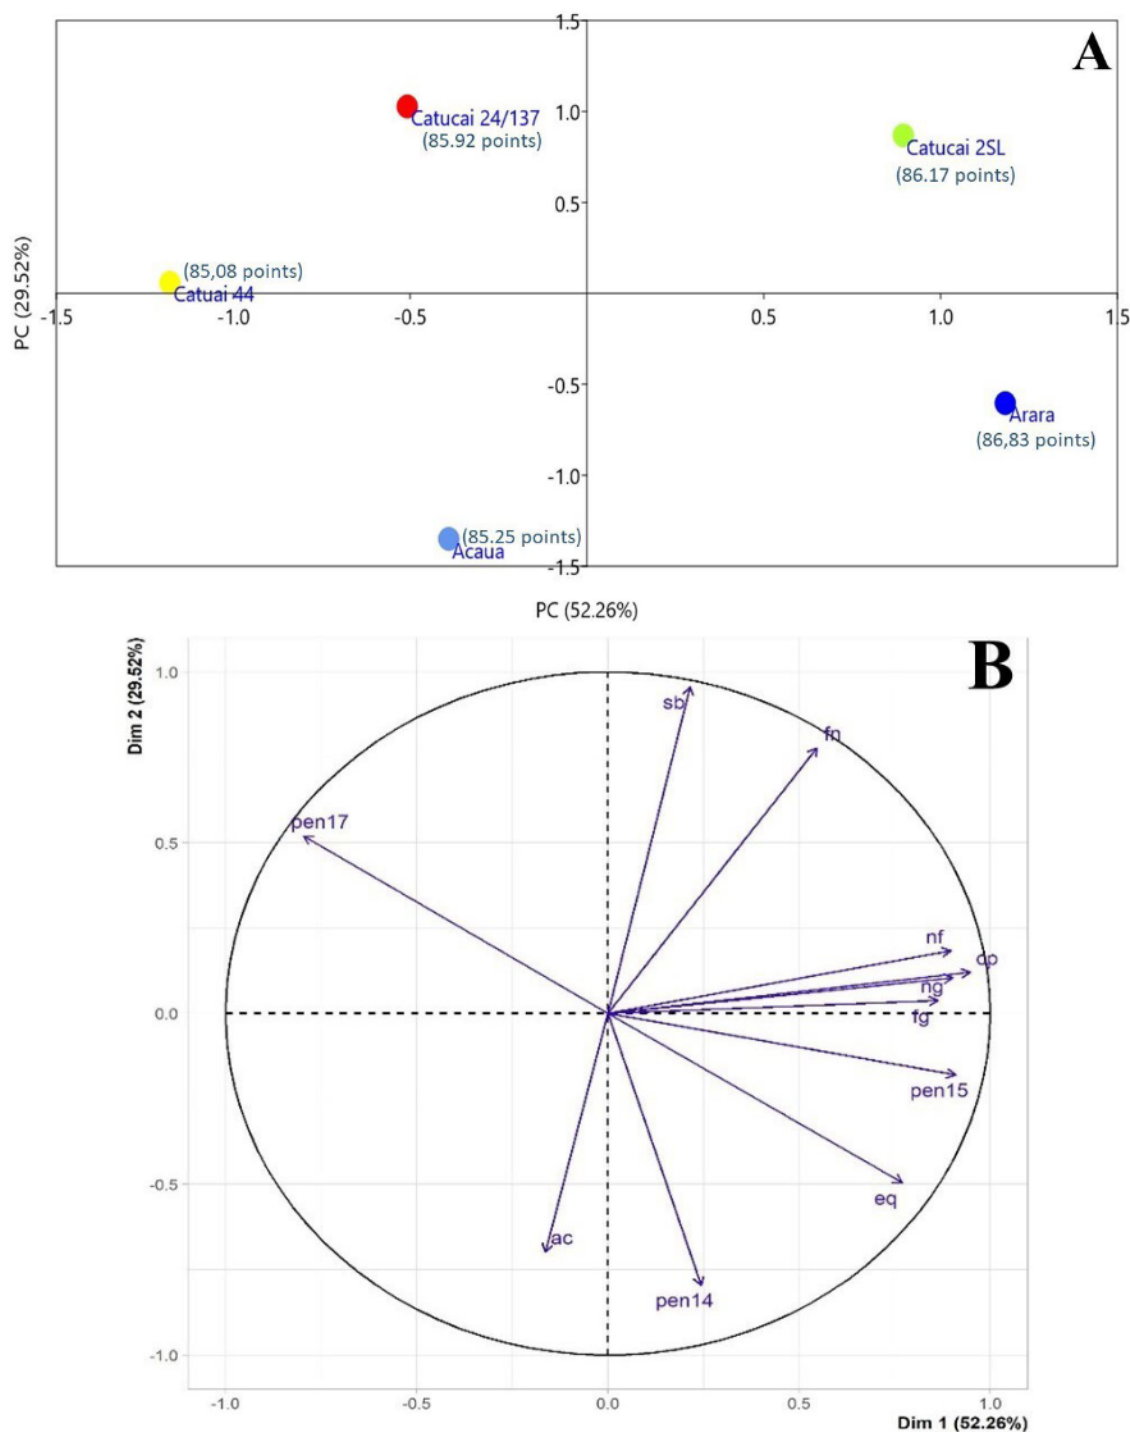 1.5
A
1.0
Catucai 24/137
(85.92 points)
Catucai 2SL
(86.17 points)
0.5
PC (29.52%)
(85,08 points)
Catuai 44
-1.5
-1.0
-0.5
0.5
1.0
1.5
-0.5
Arara
(86,83 points)
-1.0
(85.25 points)
Acaua
-1.5
PC (52.26%)
Dim 2 (29.52%)
B
1.0
sb
fn
pen17
0.5
nf
cp
ng
fg
0.0
pen15
-0.5
eq
ac
pen14
-1.0
-1.0
-0.5
0.0
0.5
1.0
Dim 1 (52.26%)